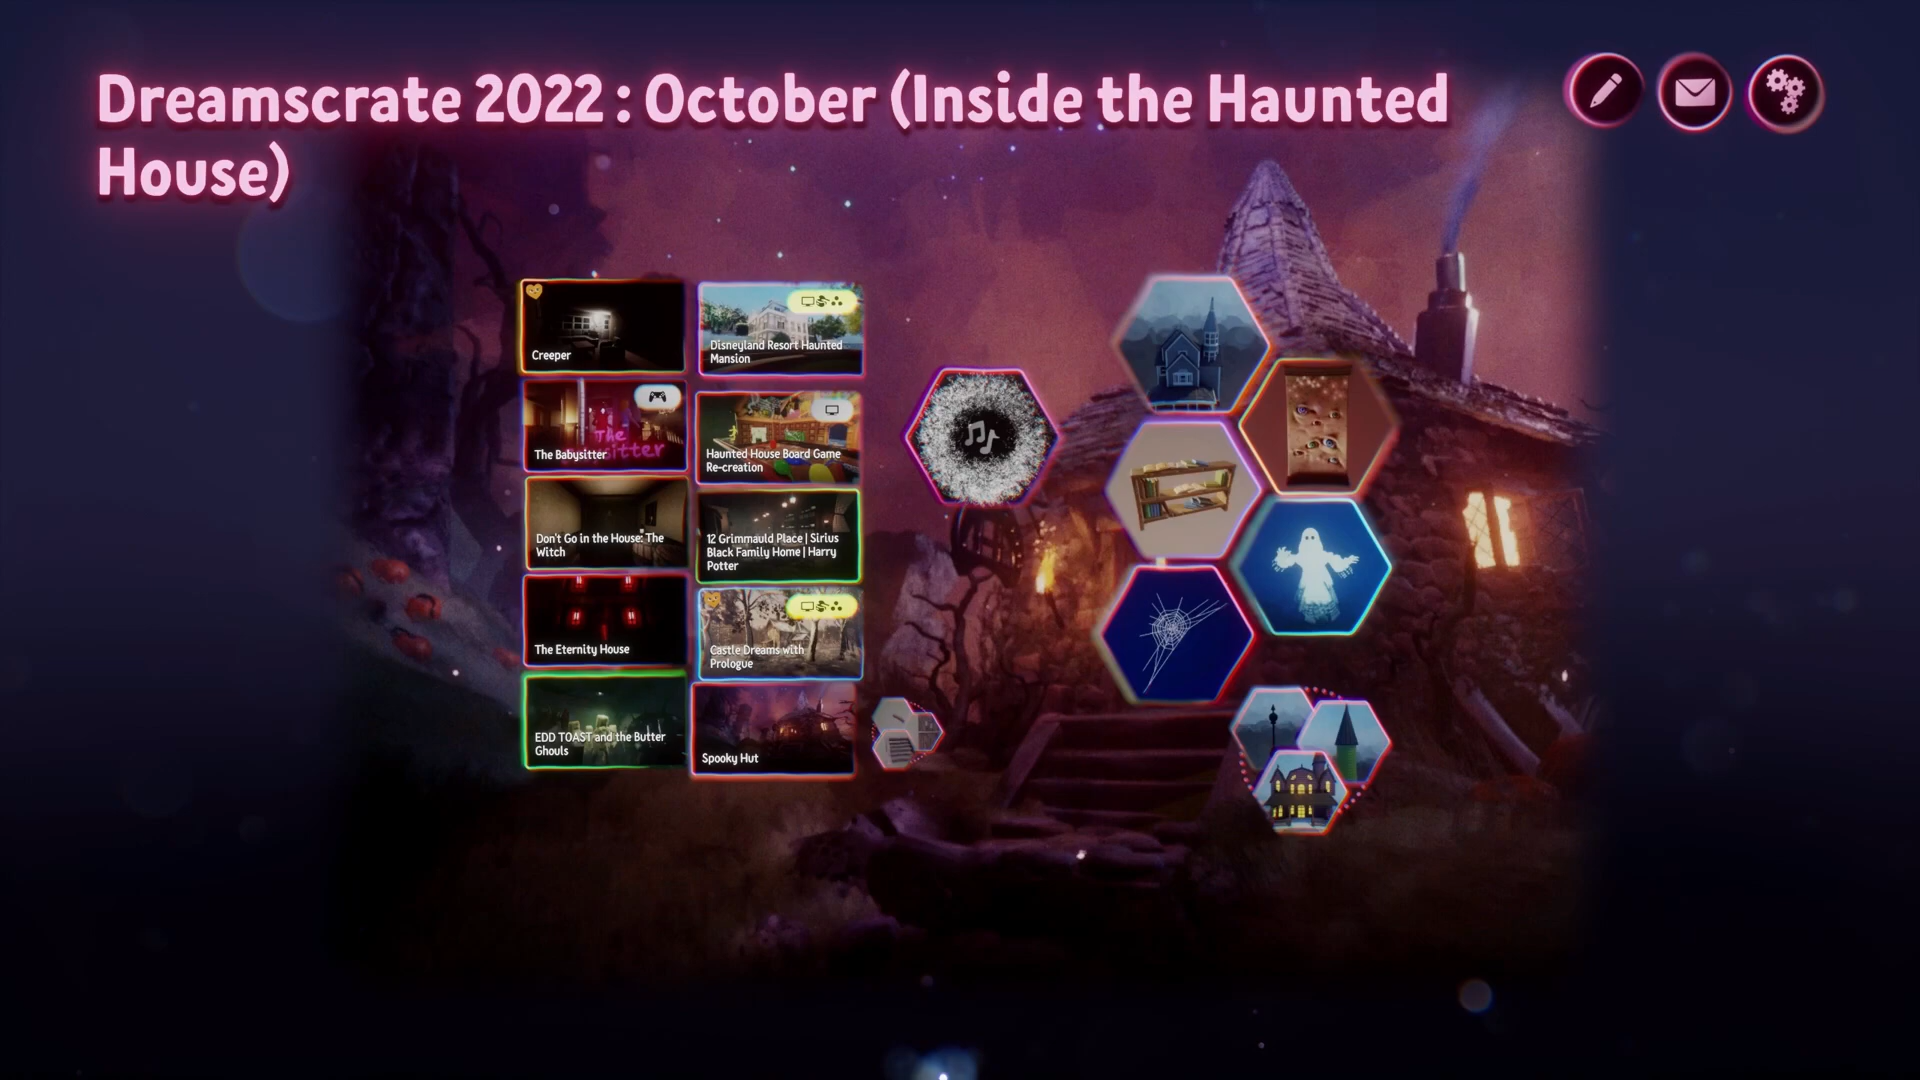 Dreamscrate 2022 : October (Inside the Haunted
House)
Creeper
Disneyland Resort Haunted
Mansion
The Babysitter
The
sitter
Haunted House Board Game
Re-creation
Don't Go in the House: The
Witch
12 Grimmauld Place | Sirius
Black Family Home | Harry
Potter
The Eternity House
Castle Dreams with
Prologue
EDD TOAST and the Butter
Ghouls
Spooky Hut